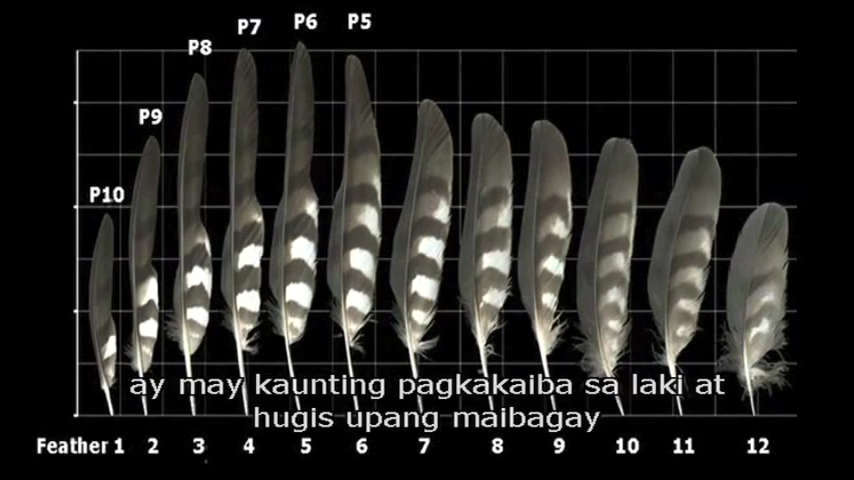 P10
P9
P8
P7
P6
P5
ay may kaunting pagkakaiba sa laki at
hugis upang maibagay
Feather 1 2 3 4 5 6 7 8 9 10 11 12